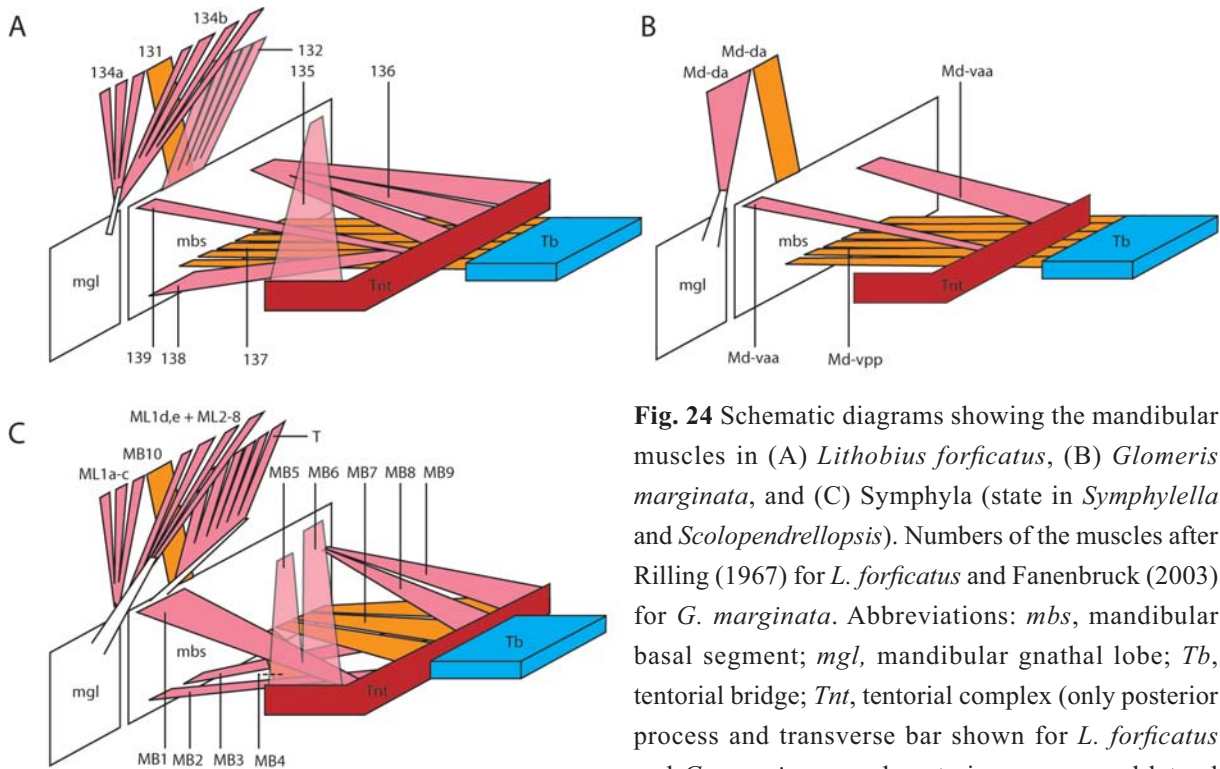 A
134b
134a
131
132
135
136
mbs
mgl
Tb
Tnt
139 138 137
B
Md-da
Md-da
Md-vaa
mbs
mgl
Tb
Tnt
Md-vaa
Md-vpp
C
ML1d,e + ML2-8
T
MB10
ML1a-c
MB5 MB6 MB7 MB8 MB9
mbs
mgl
Tb
Tnt
MB1 MB2 MB3 MB4
Fig. 24 Schematic diagrams showing the mandibular
muscles in (A) Lithobius forficatus, (B) Glomeris
marginata, and (C) Symphyla (state in Symphylella
and Scolopendrellopsis). Numbers of the muscles after
Rilling (1967) for L. forficatus and Fanenbruck (2003)
for G. marginata. Abbreviations: mbs, mandibular
basal segment; mgl, mandibular gnathal lobe; Tb,
tentorial bridge; Tnt, tentorial complex (only posterior
process and transverse bar shown for L. forficatus